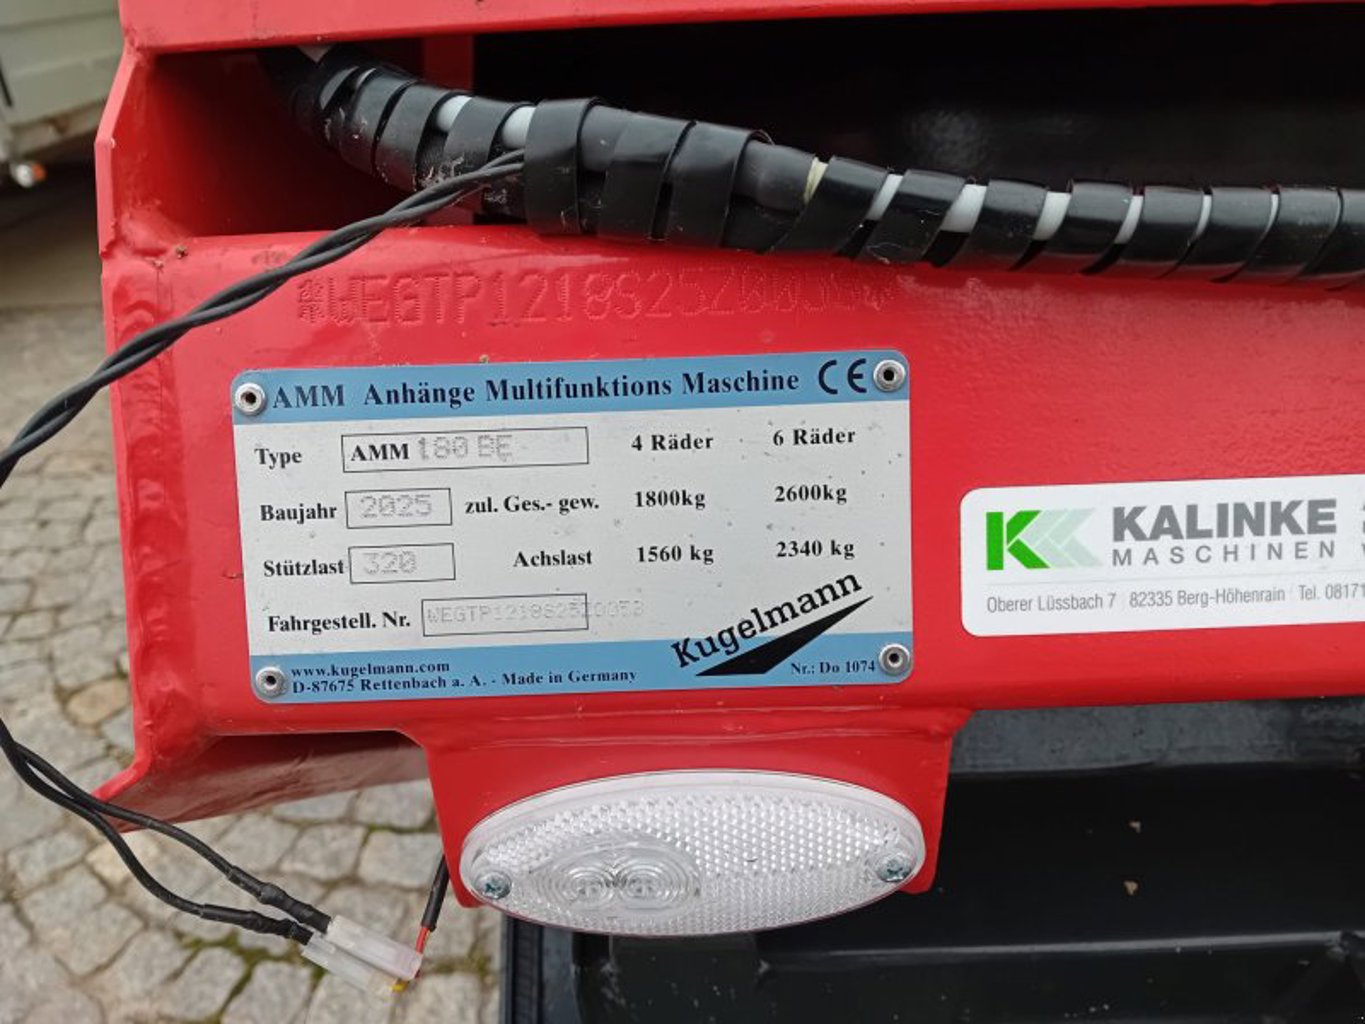 WEGTP1218S25Z00
AMM Anhänge Multifunktions Maschine CE
Type AMM 180 BE 4 Räder 6 Räder
Baujahr 2025 zul. Ges.- gew. 1800kg 2600kg
Stützlast 320 Achslast 1560 kg 2340 kg
Fahrgestell. Nr. WEGTP1218S25Z0053
Kugelmann
www.kugelmann.com
D-87675 Rettenbach a. A. - Made in Germany Nr.: Do 1074
KALINKE
MASCHINEN
Oberer Lüssbach 7 | 82335 Berg-Höhenrain | Tel. 0817